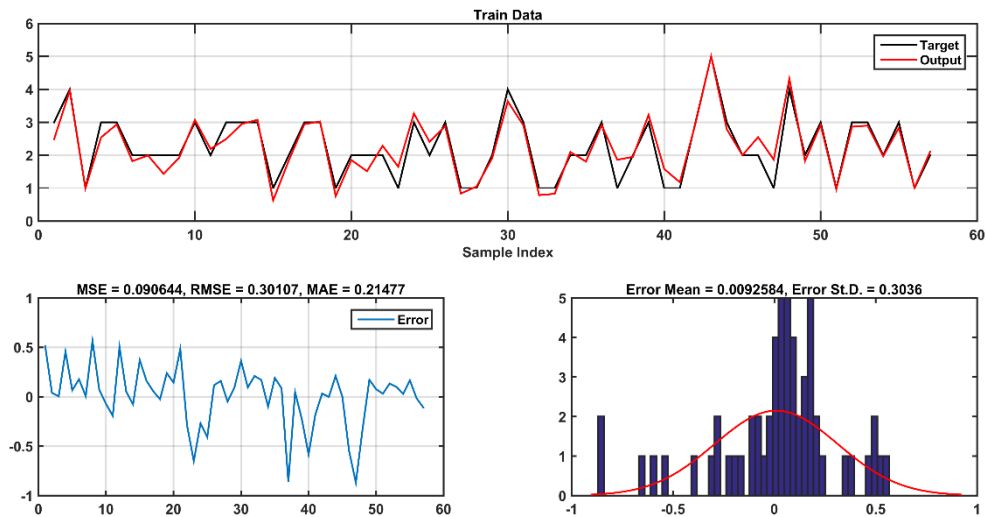 Train Data
6
5
4
3
2
1
0
Target
Output
0 10 20 30 40 50 60
Sample Index
MSE = 0.090644, RMSE = 0.30107, MAE = 0.21477
1
0.5
0
-0.5
-1
Error
0 10 20 30 40 50 60
Error Mean = 0.0092584, Error St.D. = 0.3036
5
4
3
2
1
0
-1 -0.5 0 0.5 1